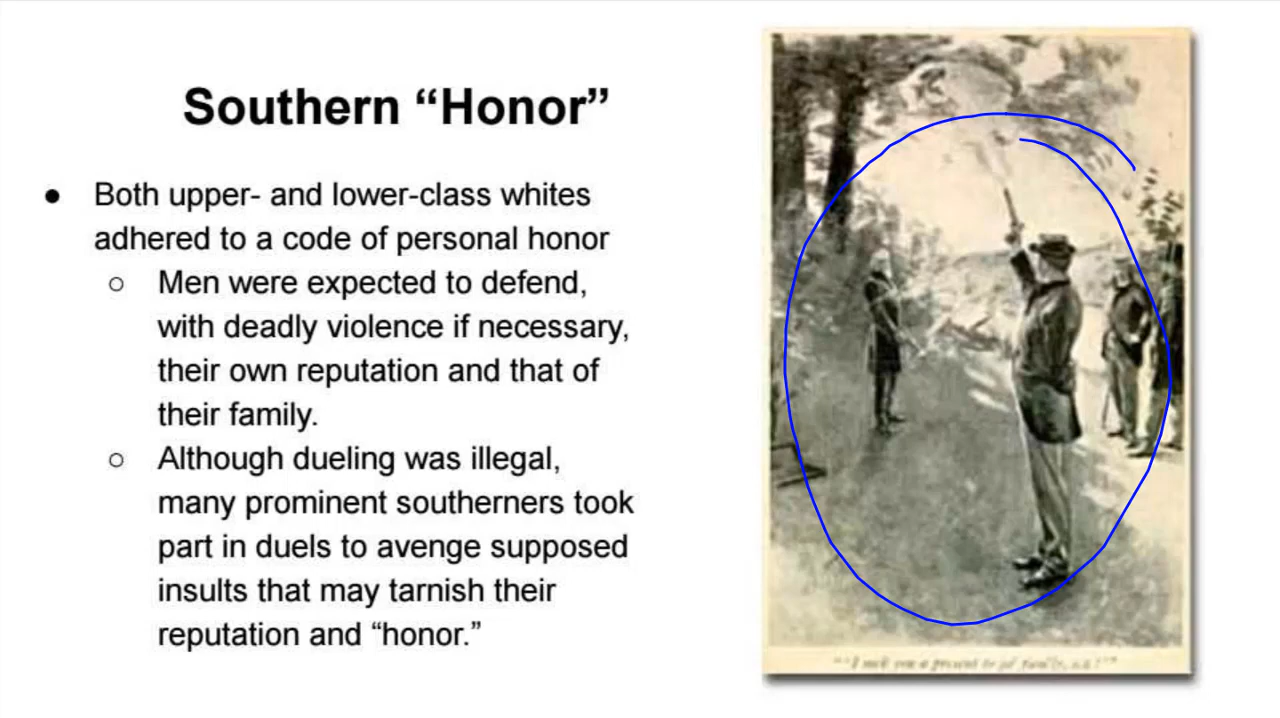 Southern “Honor”
● Both upper- and lower-class whites
adhered to a code of personal honor
○ Men were expected to defend,
with deadly violence if necessary,
their own reputation and that of
their family.
○ Although dueling was illegal,
many prominent southerners took
part in duels to avenge supposed
insults that may tarnish their
reputation and “honor.”
a present